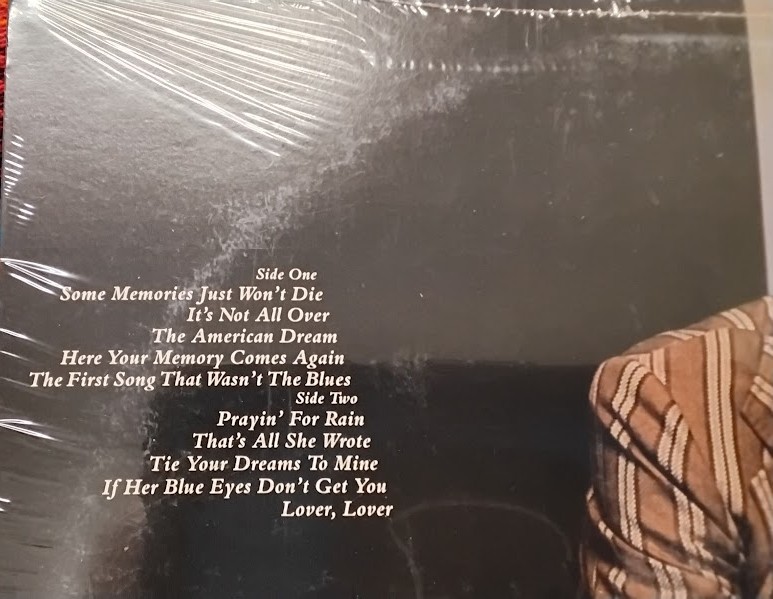 Side One
Some Memories Just Won't Die
It's Not All Over
The American Dream
Here Your Memory Comes Again
The First Song That Wasn't The Blues
Side Two
Prayin' For Rain
That's All She Wrote
Tie Your Dreams To Mine
If Her Blue Eyes Don't Get You
Lover, Lover